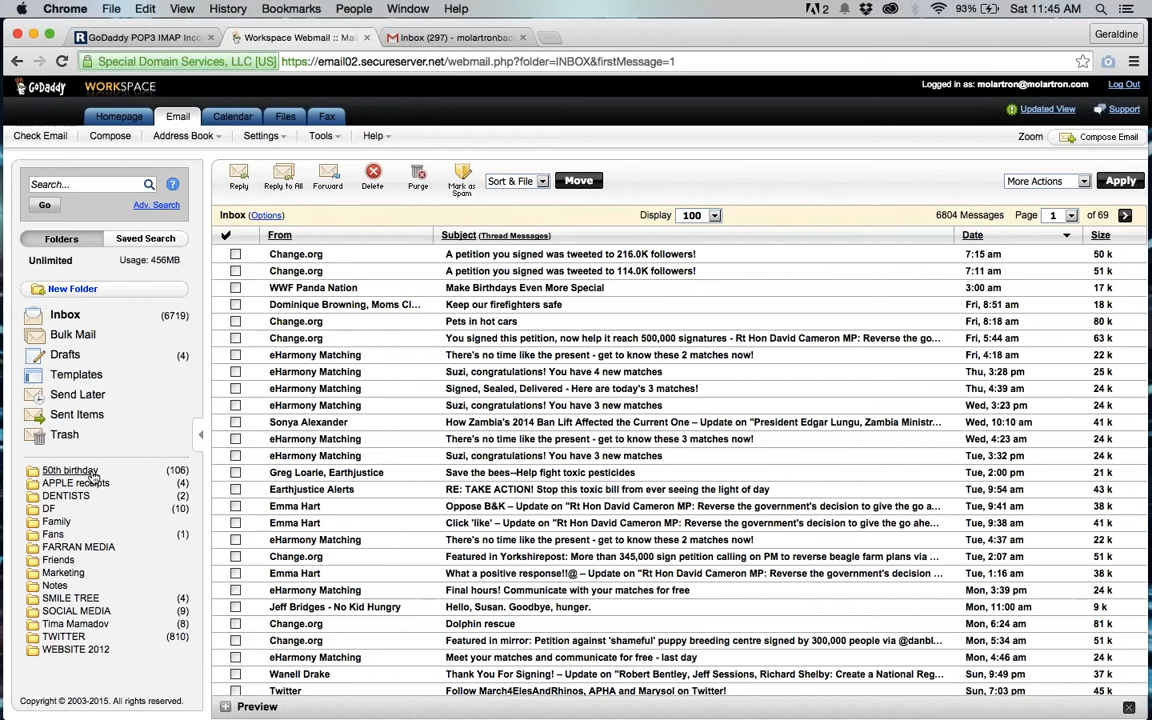 Chrome File Edit View History Bookmarks People Window Help 2 93% Sat 11:45 AM
GoDaddy POP3 IMAP Inco × Workspace Webmail :: Mail × Inbox (297) - molartronba × Geraldine
Special Domain Services, LLC [US] https://email02.secureserver.net/webmail.php?folder=INBOX&firstMessage=1
GoDaddy WORKSPACE Logged in as: molartron@molartron.com Log Out
Homepage Email Calendar Files Fax Updated View Support
Check Email Compose Address Book Settings Tools Help Zoom Compose Email
Search... ?
Go Adv. Search
Folders Saved Search
Unlimited Usage: 456MB
New Folder
Inbox (6719)
Bulk Mail
Drafts (4)
Templates
Send Later
Sent Items
Trash
50th birthday (106)
APPLE receipts (4)
DENTISTS (2)
DF (10)
Family
Fans (1)
FARRAN MEDIA
Friends
Marketing
Notes
SMILE TREE (4)
SOCIAL MEDIA (9)
Tima Mamadov (8)
TWITTER (810)
WEBSITE 2012
Copyright © 2003-2015. All rights reserved.
Reply Reply to All Forward Delete Purge Mark as Spam Sort & File Move More Actions Apply
Inbox (Options) Display 100 6804 Messages Page 1 of 69
From Subject (Thread Messages) Date Size
Change.org A petition you signed was tweeted to 216.0K followers! 7:15 am 50 k
Change.org A petition you signed was tweeted to 114.0K followers! 7:11 am 51 k
WWF Panda Nation Make Birthdays Even More Special 3:00 am 17 k
Dominique Browning, Moms Cl... Keep our firefighters safe Fri, 8:51 am 18 k
Change.org Pets in hot cars Fri, 8:18 am 80 k
Change.org You signed this petition, now help it reach 500,000 signatures - Rt Hon David Cameron MP: Reverse the go... Fri, 5:44 am 63 k
eHarmony Matching There's no time like the present - get to know these 2 matches now! Fri, 4:18 am 22 k
eHarmony Matching Suzi, congratulations! You have 4 new matches Thu, 3:28 pm 25 k
eHarmony Matching Signed, Sealed, Delivered - Here are today's 3 matches! Thu, 4:39 am 24 k
eHarmony Matching Suzi, congratulations! You have 3 new matches Wed, 3:23 pm 24 k
Sonya Alexander How Zambia's 2014 Ban Lift Affected the Current One – Update on "President Edgar Lungu, Zambia Ministr... Wed, 10:10 am 41 k
eHarmony Matching There's no time like the present - get to know these 3 matches now! Wed, 4:23 am 24 k
eHarmony Matching Suzi, congratulations! You have 3 new matches Tue, 3:32 pm 24 k
Greg Loarie, Earthjustice Save the bees--Help fight toxic pesticides Tue, 2:00 pm 21 k
Earthjustice Alerts RE: TAKE ACTION! Stop this toxic bill from ever seeing the light of day Tue, 9:54 am 43 k
Emma Hart Oppose B&K – Update on "Rt Hon David Cameron MP: Reverse the government's decision to give the go a... Tue, 9:41 am 38 k
Emma Hart Click 'like' – Update on "Rt Hon David Cameron MP: Reverse the government's decision to give the go ahe... Tue, 9:38 am 41 k
eHarmony Matching There's no time like the present - get to know these 3 matches now! Tue, 4:37 am 22 k
Change.org Featured in Yorkshirepost: More than 345,000 sign petition calling on PM to reverse beagle farm plans via ... Tue, 2:07 am 51 k
Emma Hart What a positive response!!@ – Update on "Rt Hon David Cameron MP: Reverse the government's decision ... Tue, 1:16 am 38 k
eHarmony Matching Final hours! Communicate with your matches for free Mon, 3:39 pm 24 k
Jeff Bridges - No Kid Hungry Hello, Susan. Goodbye, hunger. Mon, 11:00 am 9 k
Change.org Dolphin rescue Mon, 6:24 am 81 k
Change.org Featured in mirror: Petition against 'shameful' puppy breeding centre signed by 300,000 people via @danbl... Mon, 5:34 am 51 k
eHarmony Matching Meet your matches and communicate for free - last day Mon, 4:46 am 24 k
Wanell Drake Thank You For Signing! – Update on "Robert Bentley, Jeff Sessions, Richard Shelby: Create a National Reg... Sun, 9:49 pm 37 k
Twitter Follow March4ElesAndRhinos, APHA and Marysol on Twitter! Sun, 7:03 pm 45 k
Preview